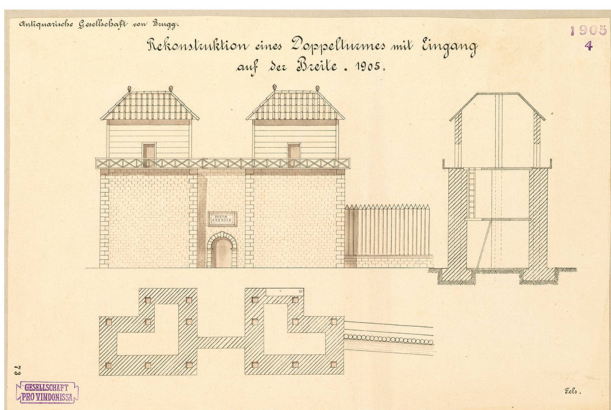 Antiquarische Gesellschaft von Brugg.
1905
4
Rekonstruktion eines Doppelturmes mit Eingang
auf der Breite. 1905.
73
GESELLSCHAFT
PRO VINDONISSA
Fels.